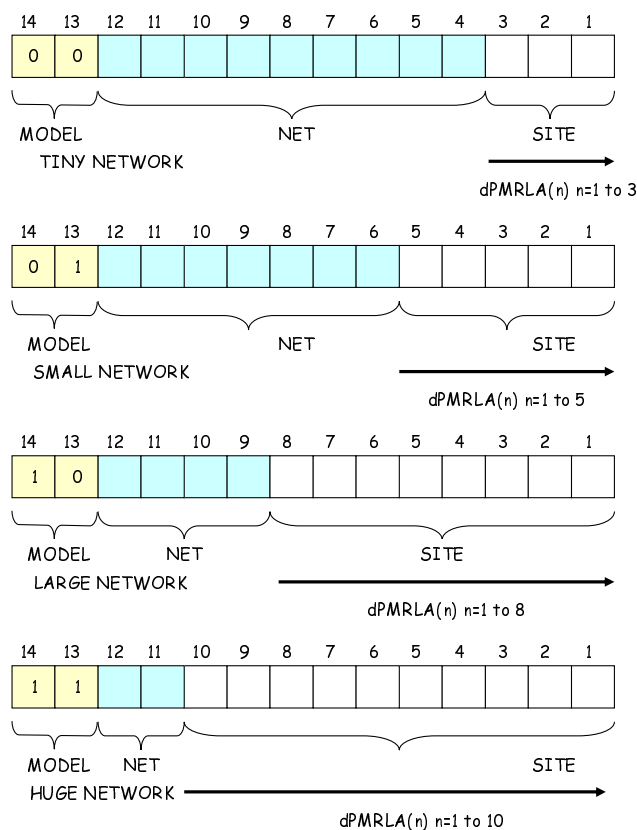 14 13 12 11 10 9 8 7 6 5 4 3 2 1
0 0
MODEL NET SITE
TINY NETWORK
dPMRLA(n) n=1 to 3
14 13 12 11 10 9 8 7 6 5 4 3 2 1
0 1
MODEL NET SITE
SMALL NETWORK
dPMRLA(n) n=1 to 5
14 13 12 11 10 9 8 7 6 5 4 3 2 1
1 0
MODEL NET SITE
LARGE NETWORK
dPMRLA(n) n=1 to 8
14 13 12 11 10 9 8 7 6 5 4 3 2 1
1 1
MODEL NET SITE
HUGE NETWORK
dPMRLA(n) n=1 to 10